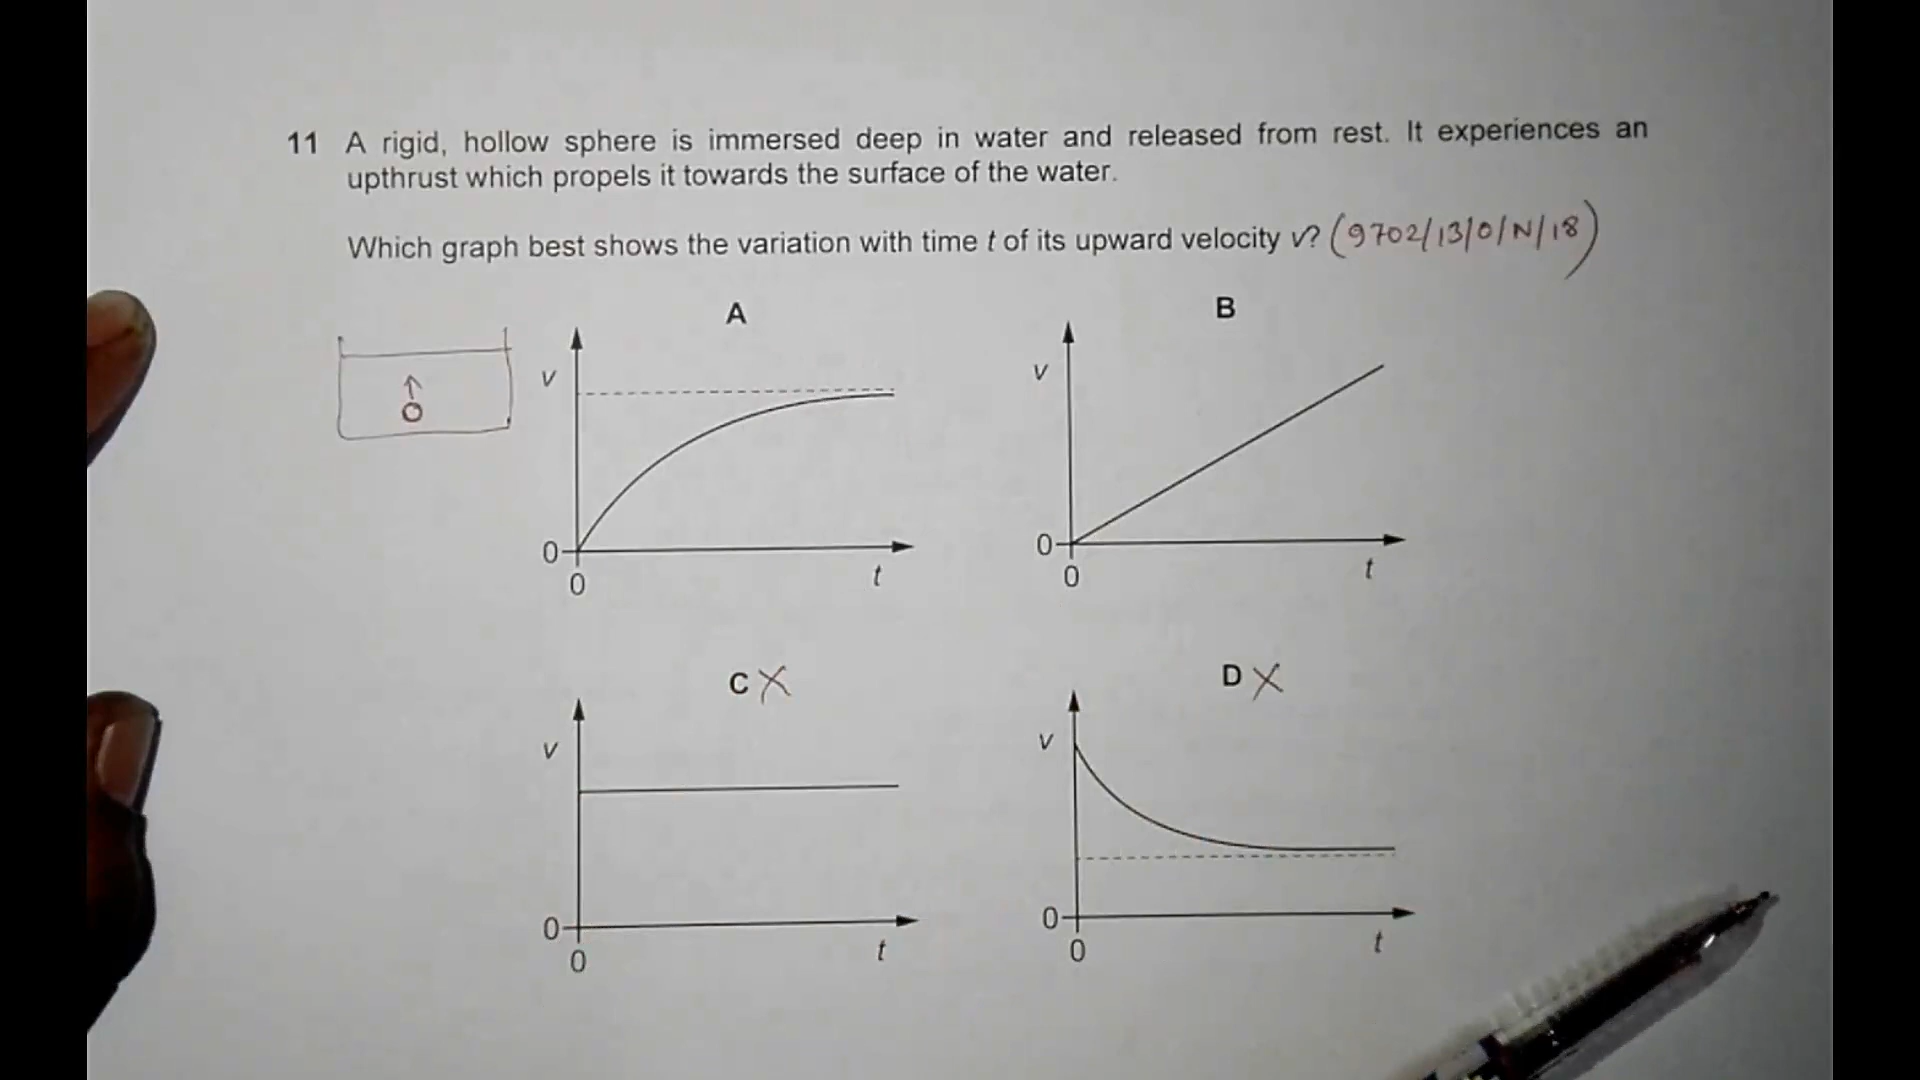 11 A rigid, hollow sphere is immersed deep in water and released from rest. It experiences an
upthrust which propels it towards the surface of the water.
Which graph best shows the variation with time t of its upward velocity v? (9702/13/O/N/18)
A
v
0
0
t
B
v
0
0
t
C X
v
0
0
t
D X
v
0
0
t